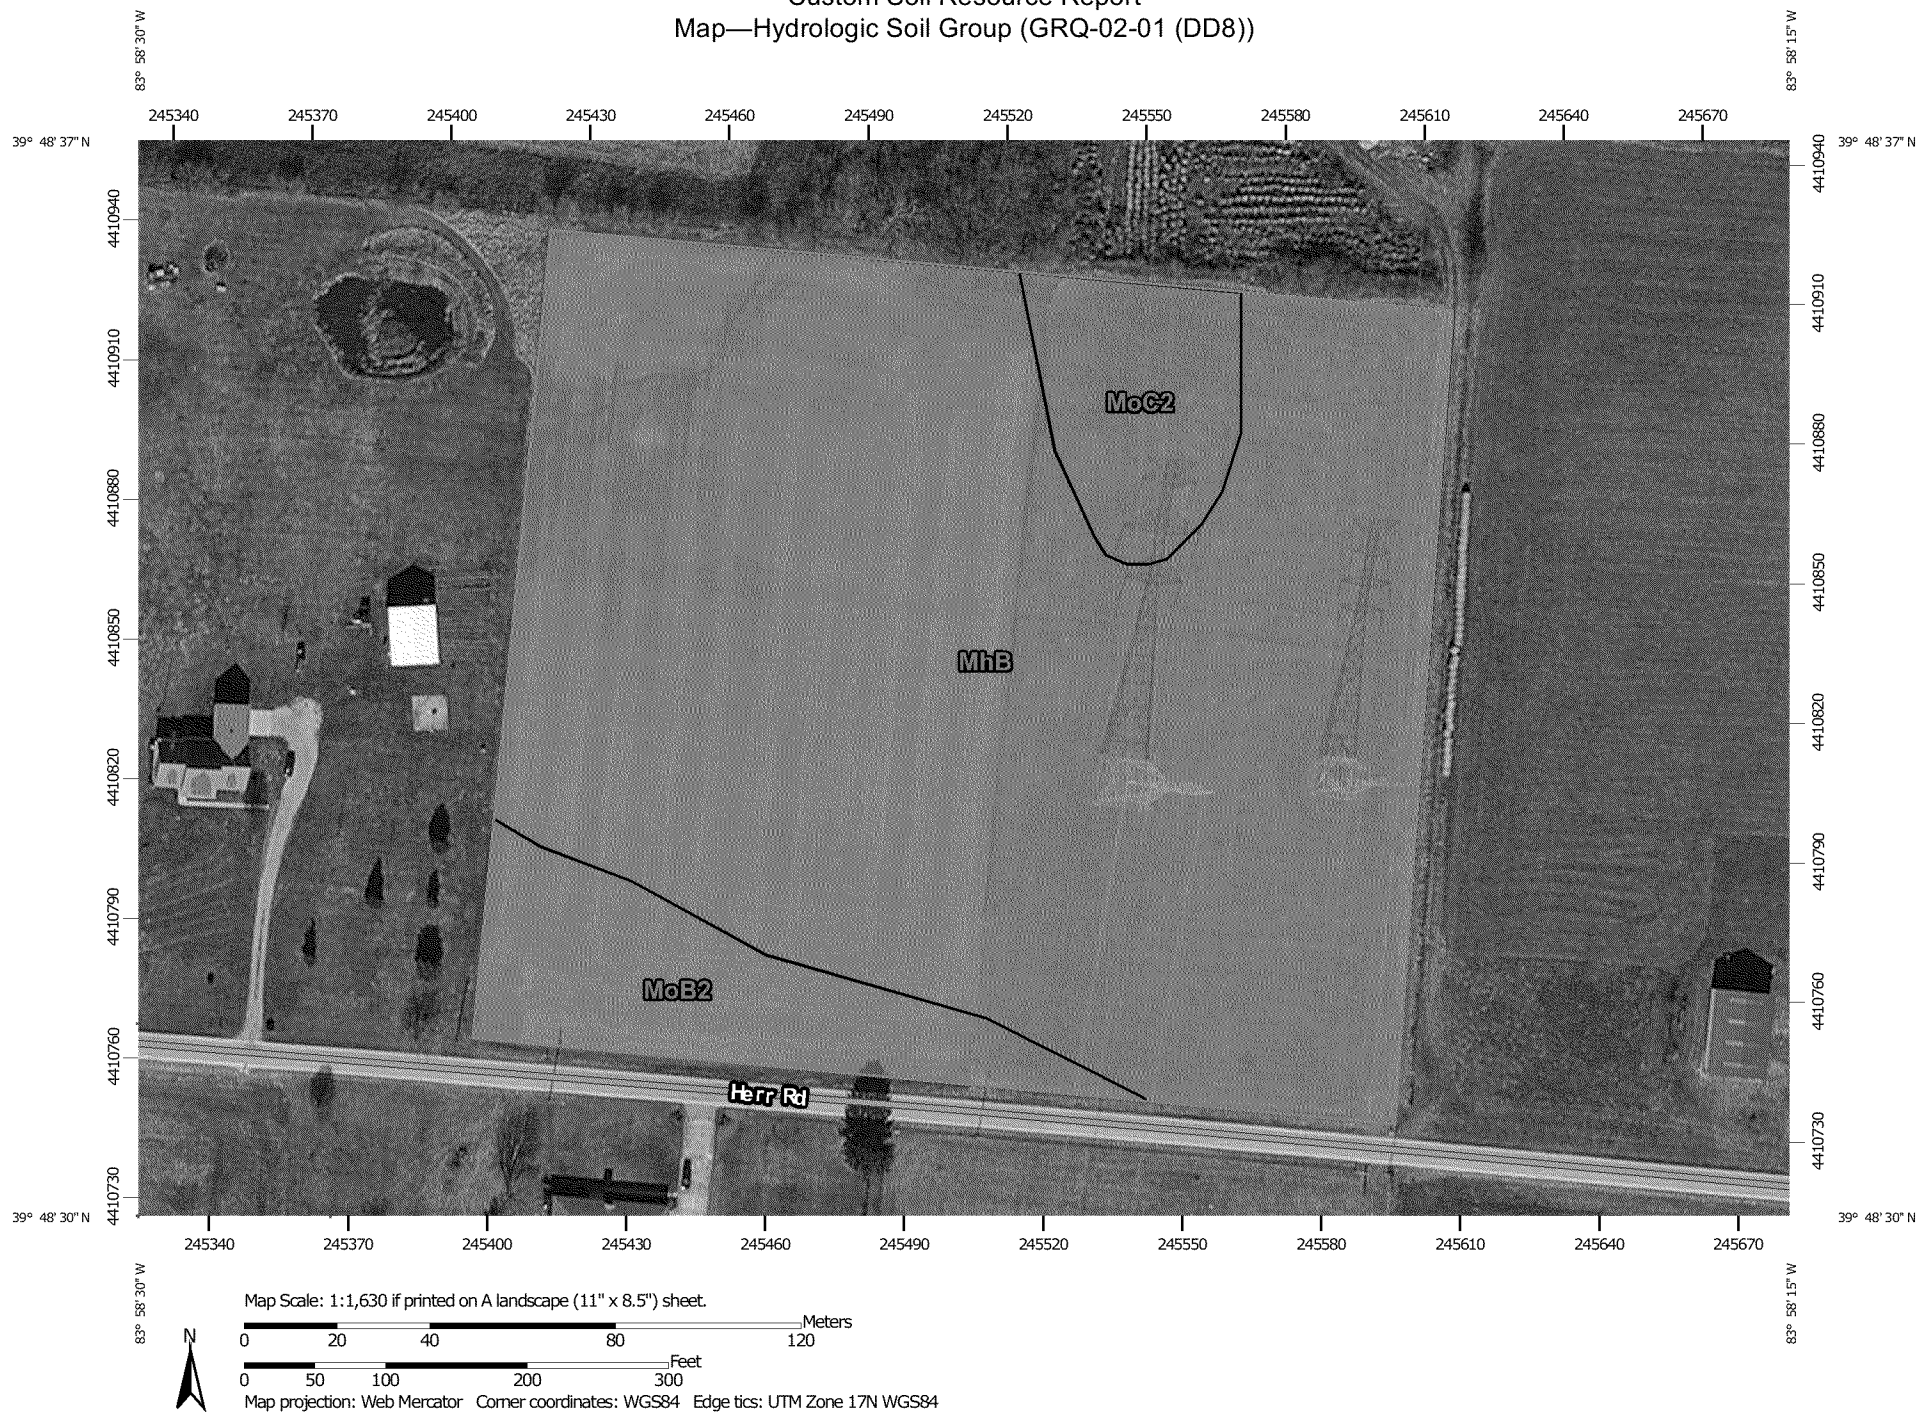 Custom Soil Resource Report
Map—Hydrologic Soil Group (GRQ-02-01 (DD8))
83° 58' 30" W
83° 58' 15" W
245340 245370 245400 245430 245460 245490 245520 245550 245580 245610 245640 245670
39° 48' 37" N
39° 48' 37" N
4410940
4410940
4410910
4410910
MoC2
4410880
4410880
4410850
4410850
MhB
4410820
4410820
4410790
4410790
MoB2
4410760
4410760
Herr Rd
4410730
4410730
39° 48' 30" N
39° 48' 30" N
245340 245370 245400 245430 245460 245490 245520 245550 245580 245610 245640 245670
83° 58' 30" W
83° 58' 15" W
Map Scale: 1:1,630 if printed on A landscape (11" x 8.5") sheet.
Meters
0 20 40 80 120
N
Feet
0 50 100 200 300
Map projection: Web Mercator Corner coordinates: WGS84 Edge tics: UTM Zone 17N WGS84